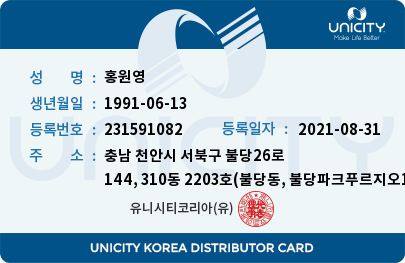 UNICITY
Make Life Better
성 명 : 홍원영
생년월일 : 1991-06-13
등록번호 : 231591082 등록일자 : 2021-08-31
주 소 : 충남 천안시 서북구 불당26로
144, 310동 2203호(불당동, 불당파크푸르지오1
유니시티코리아(유)
UNICITY
UNICITY KOREA DISTRIBUTOR CARD